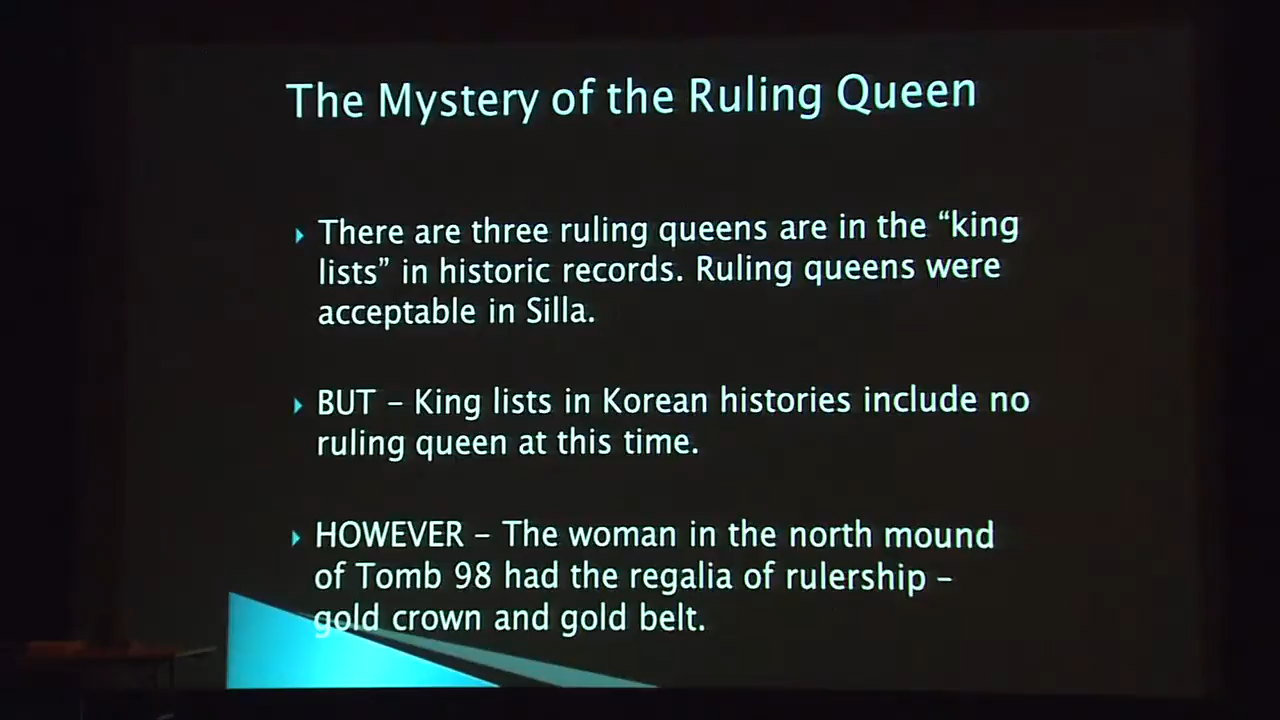 The Mystery of the Ruling Queen
There are three ruling queens are in the “king
lists” in historic records. Ruling queens were
acceptable in Silla.
BUT – King lists in Korean histories include no
ruling queen at this time.
HOWEVER – The woman in the north mound
of Tomb 98 had the regalia of rulership –
gold crown and gold belt.